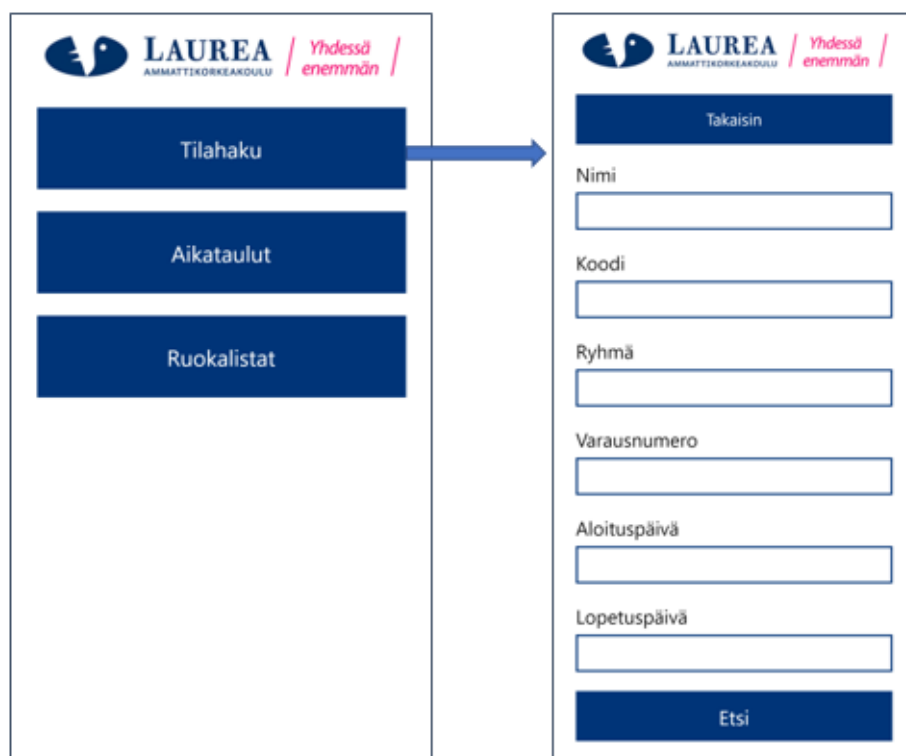 LAUREA
AMMATTIKORKEAKOULU
Yhdessä
enemmän
Tilahaku
Aikataulut
Ruokalistat
LAUREA
AMMATTIKORKEAKOULU
Yhdessä
enemmän
Takaisin
Nimi
Koodi
Ryhmä
Varausnumero
Aloituspäivä
Lopetuspäivä
Etsi